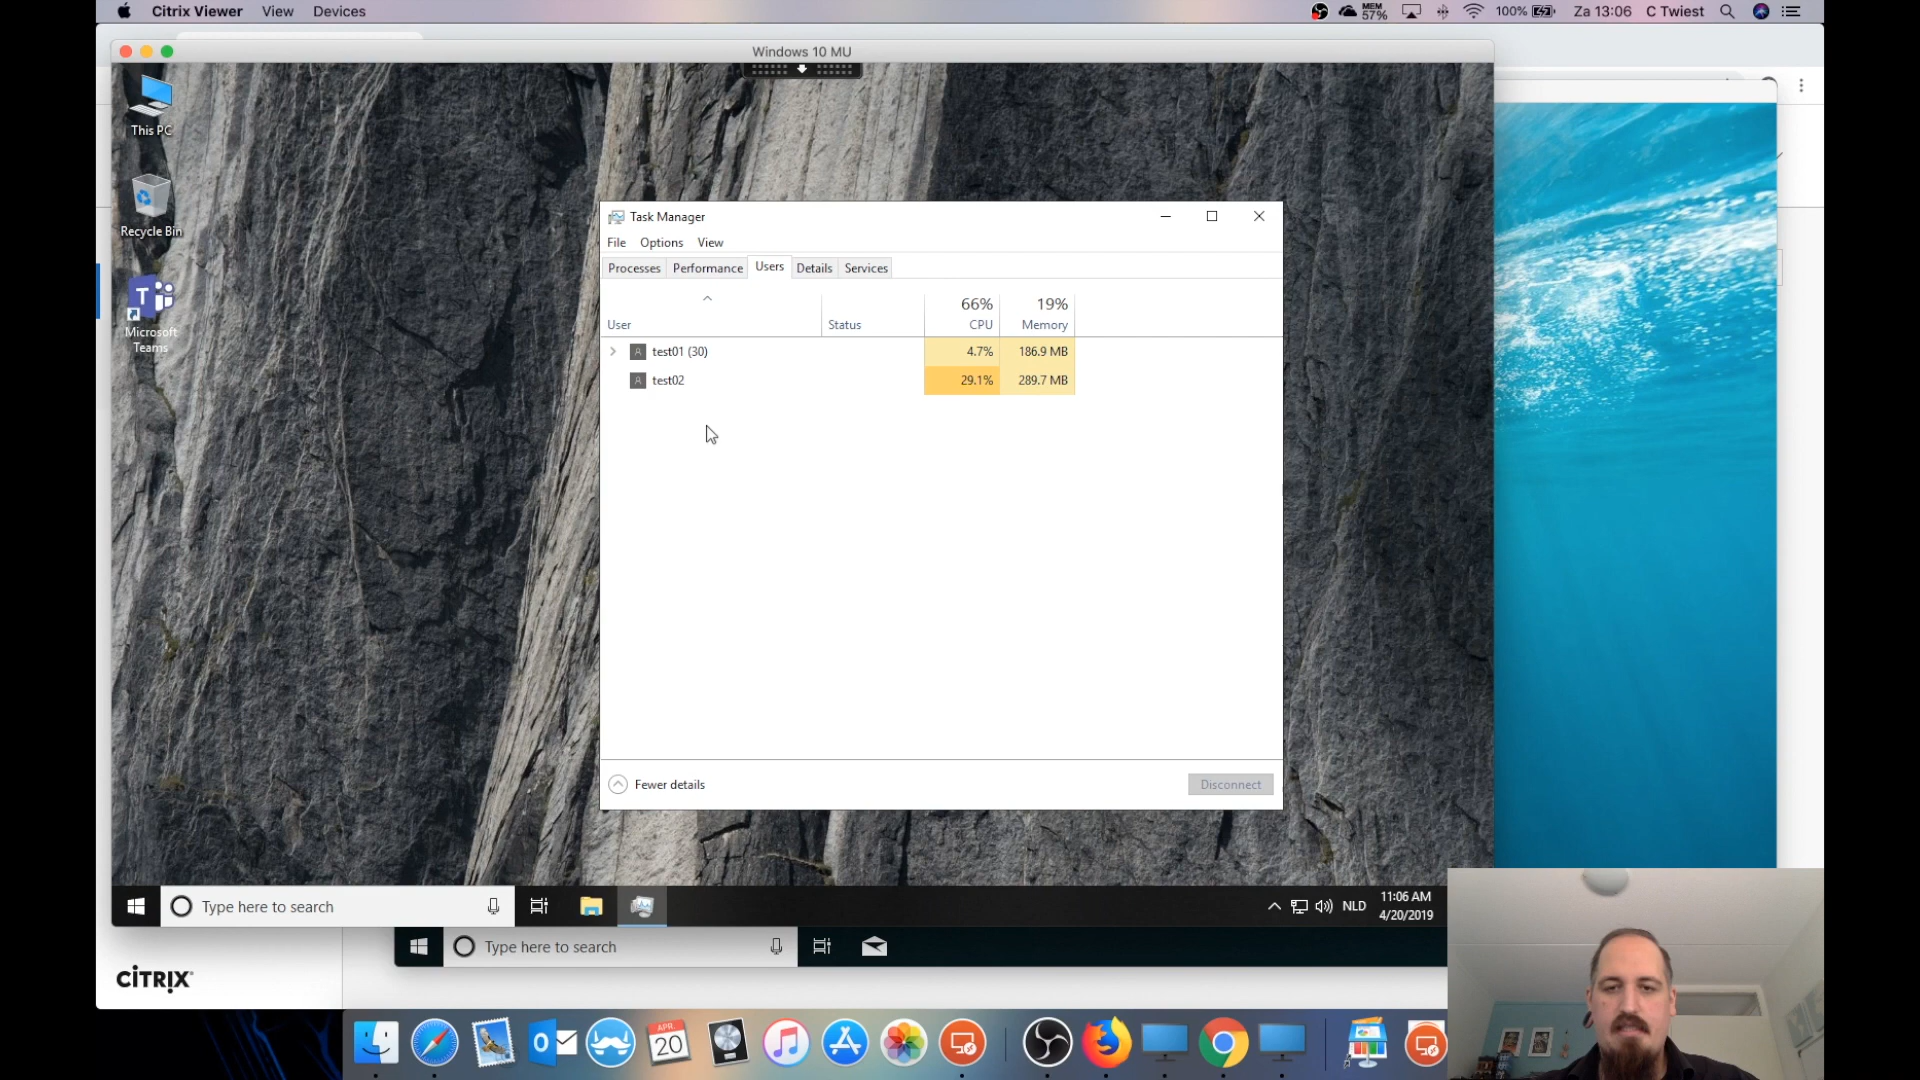 Citrix Viewer View Devices
MEM
57%
100%
Za 13:06
C Twiest
Windows 10 MU
This PC
Recycle Bin
Microsoft
Teams
Task Manager
File Options View
Processes Performance Users Details Services
66% 19%
User Status CPU Memory
test01 (30) 4.7% 186.9 MB
test02 29.1% 289.7 MB
Fewer details
Disconnect
Type here to search
NLD
11:06 AM
4/20/2019
Type here to search
CITRIX
APR.
20